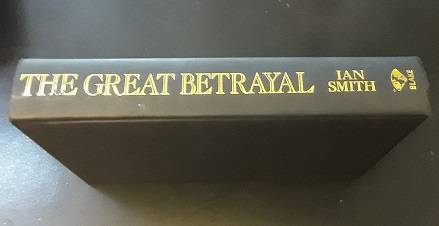 THE GREAT BETRAYAL
IAN
SMITH
BLAKE